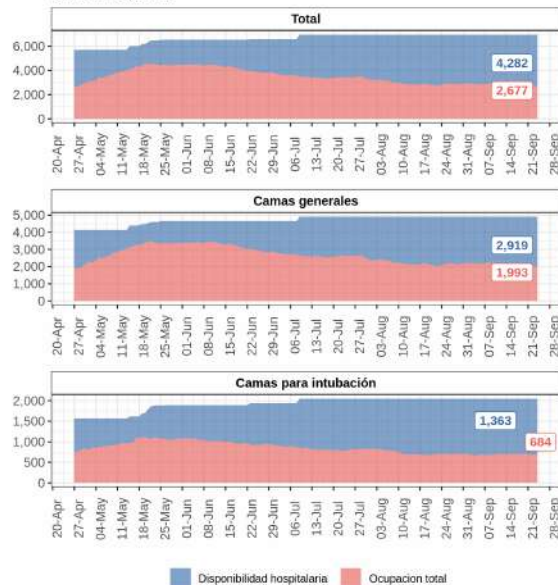 Total
6,000
4,000
2,000
0
4,282
2,677
20-Apr
27-Apr
04-May
11-May
18-May
25-May
01-Jun
08-Jun
15-Jun
22-Jun
29-Jun
06-Jul
13-Jul
20-Jul
27-Jul
03-Aug
10-Aug
17-Aug
24-Aug
31-Aug
07-Sep
14-Sep
21-Sep
28-Sep
Camas generales
5,000
4,000
3,000
2,000
1,000
0
2,919
1,993
20-Apr
27-Apr
04-May
11-May
18-May
25-May
01-Jun
08-Jun
15-Jun
22-Jun
29-Jun
06-Jul
13-Jul
20-Jul
27-Jul
03-Aug
10-Aug
17-Aug
24-Aug
31-Aug
07-Sep
14-Sep
21-Sep
28-Sep
Camas para intubación
2,000
1,500
1,000
500
0
1,363
684
20-Apr
27-Apr
04-May
11-May
18-May
25-May
01-Jun
08-Jun
15-Jun
22-Jun
29-Jun
06-Jul
13-Jul
20-Jul
27-Jul
03-Aug
10-Aug
17-Aug
24-Aug
31-Aug
07-Sep
14-Sep
21-Sep
28-Sep
Disponibilidad hospitalaria
Ocupacion total